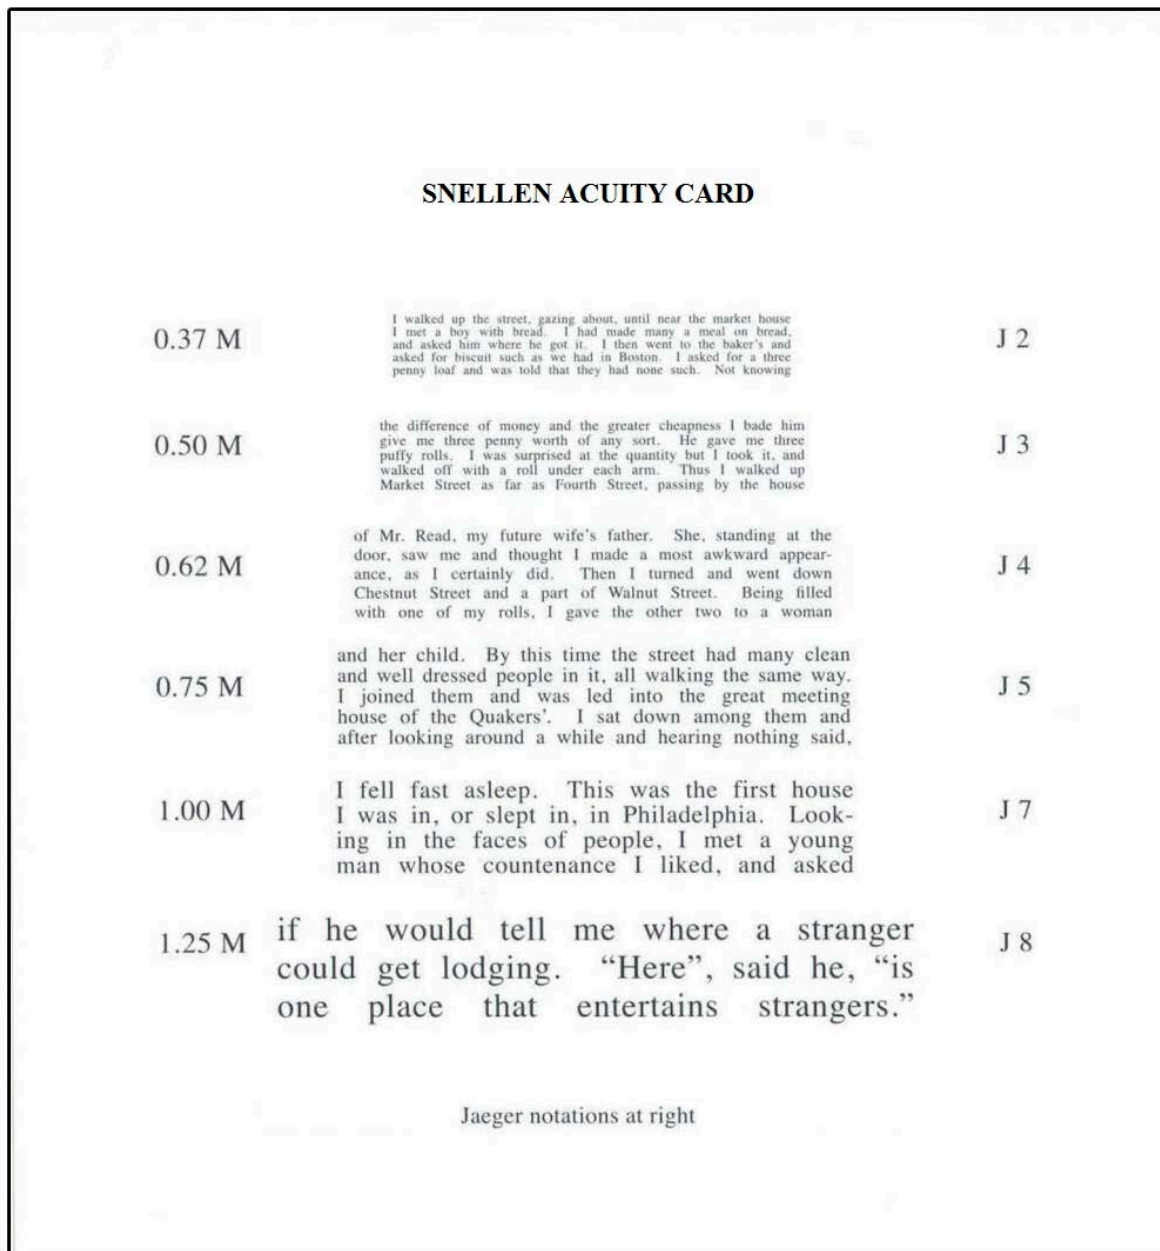 SNELLEN ACUITY CARD
0.37 M
I walked up the street, gazing about, until near the market house
I met a boy with bread. I had made many a meal on bread,
and asked him where he got it. I then went to the baker's and
asked for biscuit such as we had in Boston. I asked for a three
penny loaf and was told that they had none such. Not knowing
J 2
0.50 M
the difference of money and the greater cheapness I bade him
give me three penny worth of any sort. He gave me three
puffy rolls. I was surprised at the quantity but I took it, and
walked off with a roll under each arm. Thus I walked up
Market Street as far as Fourth Street, passing by the house
J 3
0.62 M
of Mr. Read, my future wife's father. She, standing at the
door, saw me and thought I made a most awkward appear-
ance, as I certainly did. Then I turned and went down
Chestnut Street and a part of Walnut Street. Being filled
with one of my rolls, I gave the other two to a woman
J 4
0.75 M
and her child. By this time the street had many clean
and well dressed people in it, all walking the same way.
I joined them and was led into the great meeting
house of the Quakers'. I sat down among them and
after looking around a while and hearing nothing said,
J 5
1.00 M
I fell fast asleep. This was the first house
I was in, or slept in, in Philadelphia. Look-
ing in the faces of people, I met a young
man whose countenance I liked, and asked
J 7
1.25 M
if he would tell me where a stranger
could get lodging. “Here”, said he, “is
one place that entertains strangers.”
J 8
Jaeger notations at right